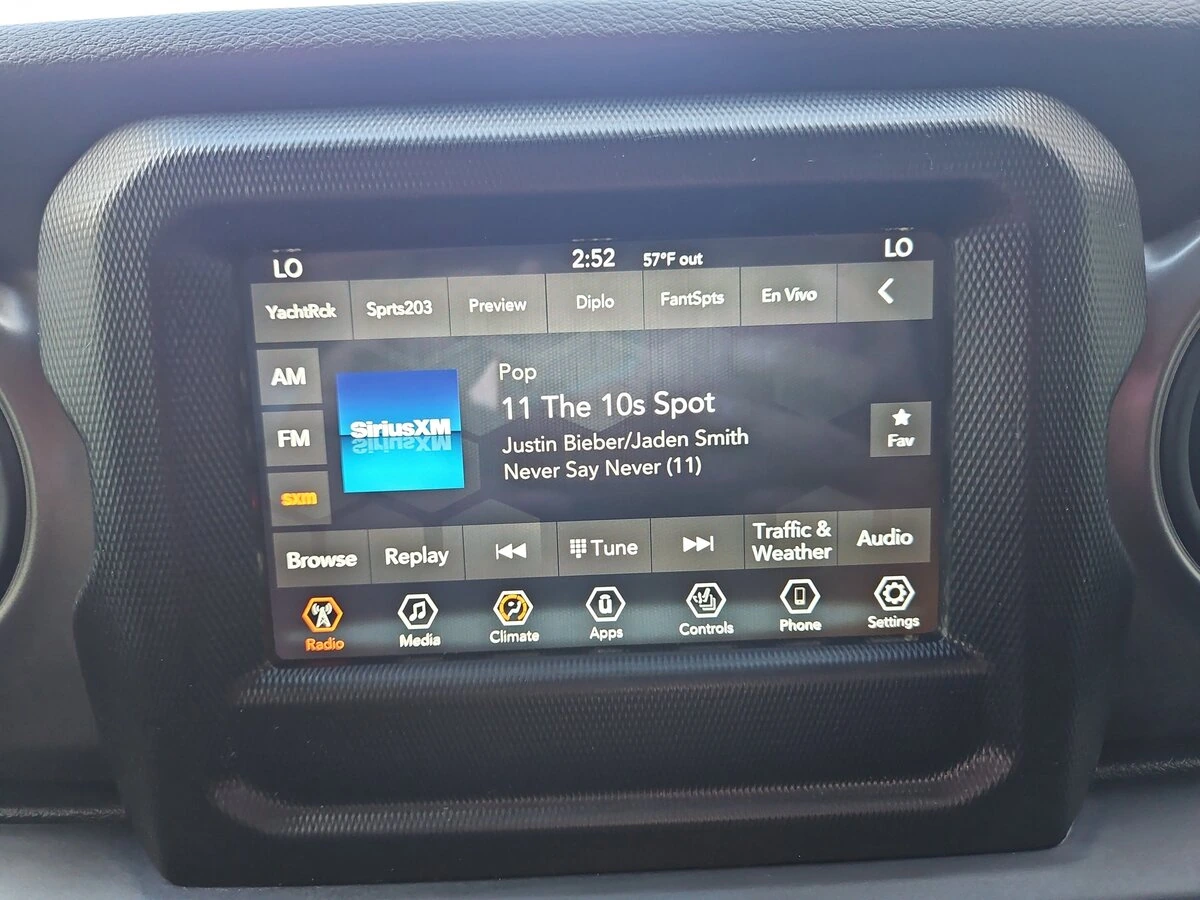 LO 2:52 57°F out LO
YachtRck Sprts203 Preview Diplo FantSpts En Vivo
AM
FM
sxm
SiriusXM
Pop
11 The 10s Spot
Justin Bieber/Jaden Smith
Never Say Never (11)
Fav
Browse Replay Tune Traffic & Weather Audio
Radio Media Climate Apps Controls Phone Settings